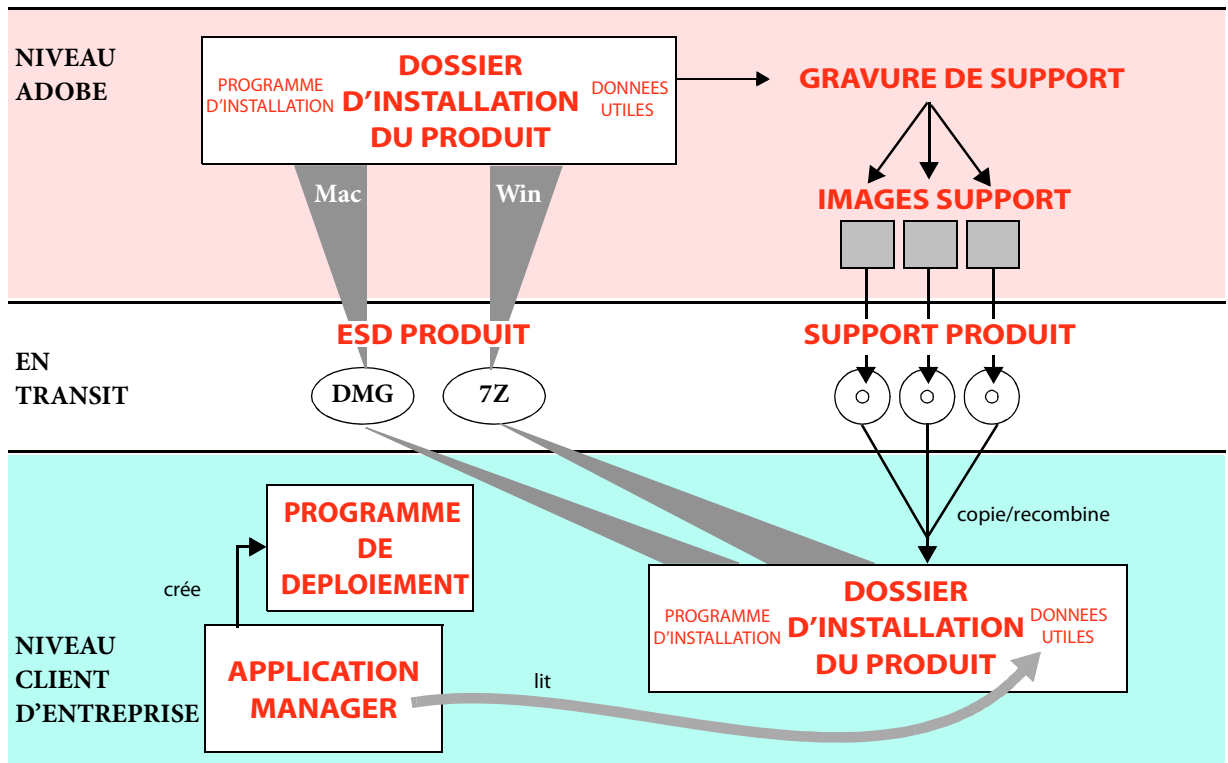 NIVEAU
ADOBE
PROGRAMME
D'INSTALLATION
DOSSIER
D'INSTALLATION
DU PRODUIT
DONNEES
UTILES
GRAVURE DE SUPPORT
Mac
Win
IMAGES SUPPORT
EN
TRANSIT
ESD PRODUIT
SUPPORT PRODUIT
DMG
7Z
NIVEAU
CLIENT
D'ENTREPRISE
PROGRAMME
DE
DEPLOIEMENT
crée
APPLICATION
MANAGER
lit
copie/recombine
PROGRAMME
D'INSTALLATION
DOSSIER
D'INSTALLATION
DU PRODUIT
DONNEES
UTILES